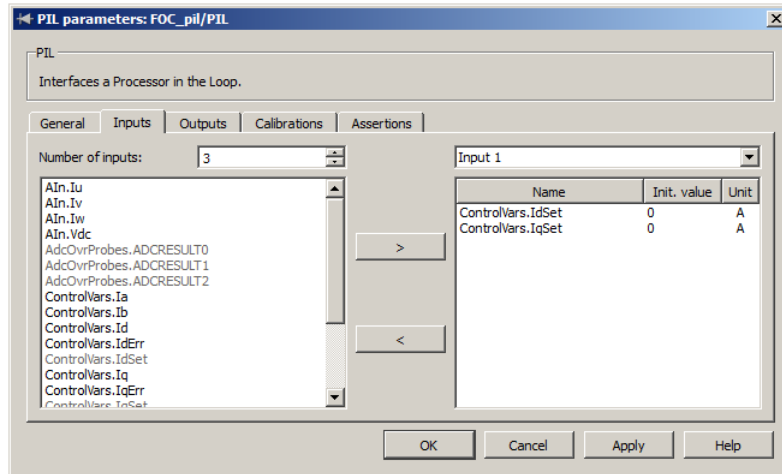 PIL parameters: FOC_pil/PIL
PIL
Interfaces a Processor in the Loop.
General Inputs Outputs Calibrations Assertions
Number of inputs: 3
Input 1
AIn.Iu
AIn.Iv
AIn.Iw
AIn.Vdc
AdcOvrProbes.ADCRESULT0
AdcOvrProbes.ADCRESULT1
AdcOvrProbes.ADCRESULT2
ControlVars.Ia
ControlVars.Ib
ControlVars.Id
ControlVars.IdErr
ControlVars.IdSet
ControlVars.Iq
ControlVars.IqErr
ControlVars.IqSet
>
<
Name Init. value Unit
ControlVars.IdSet 0 A
ControlVars.IqSet 0 A
OK Cancel Apply Help